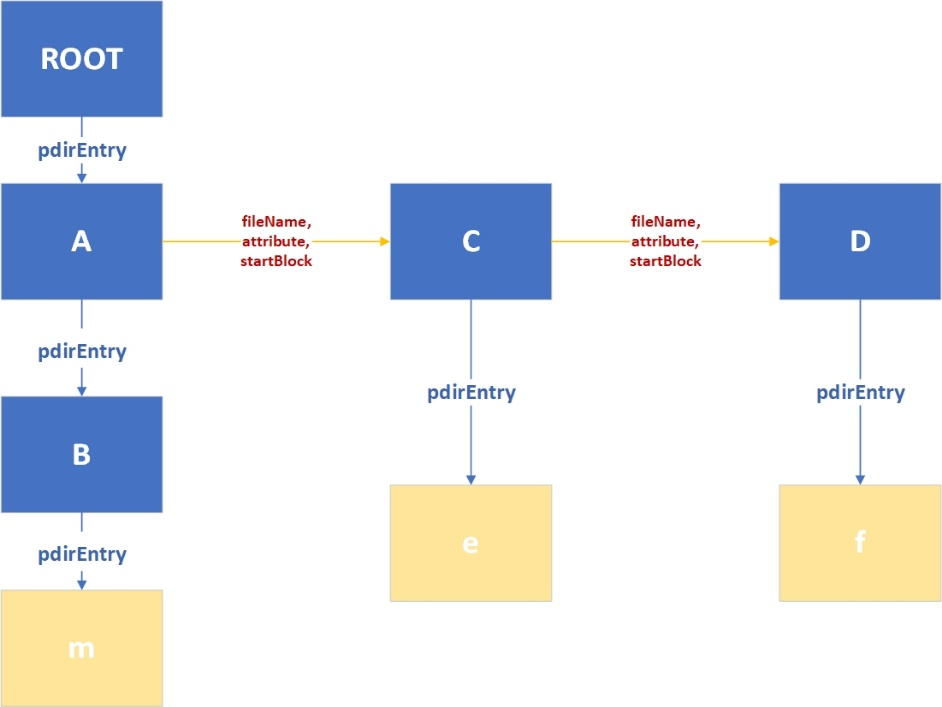 ROOT
pdirEntry
A
fileName,
attribute,
startBlock
C
fileName,
attribute,
startBlock
D
pdirEntry
pdirEntry
pdirEntry
B
e
f
pdirEntry
m